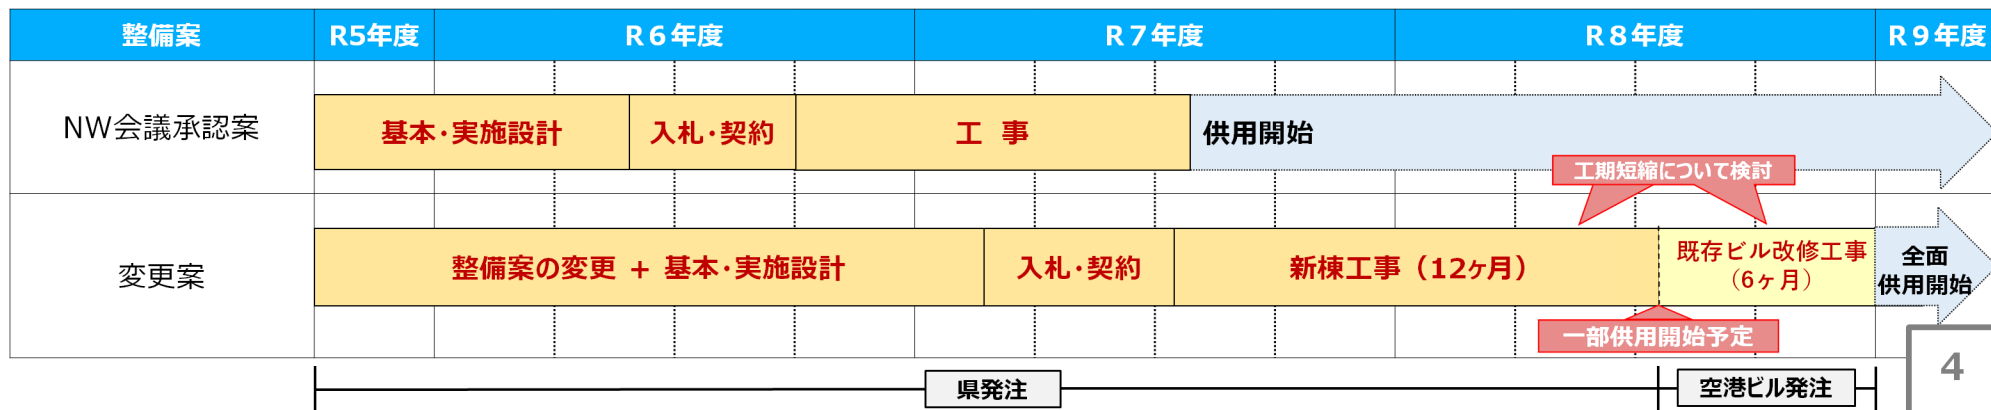 整備案 R5年度 R６年度 R７年度 R８年度 R９年度
NW会議承認案 基本・実施設計 入札・契約 工 事 供用開始
工期短縮について検討
変更案 整備案の変更 + 基本・実施設計 入札・契約 新棟工事（12ヶ月） 既存ビル改修工事
（6ヶ月）
全面
供用開始
一部供用開始予定
県発注 空港ビル発注
4